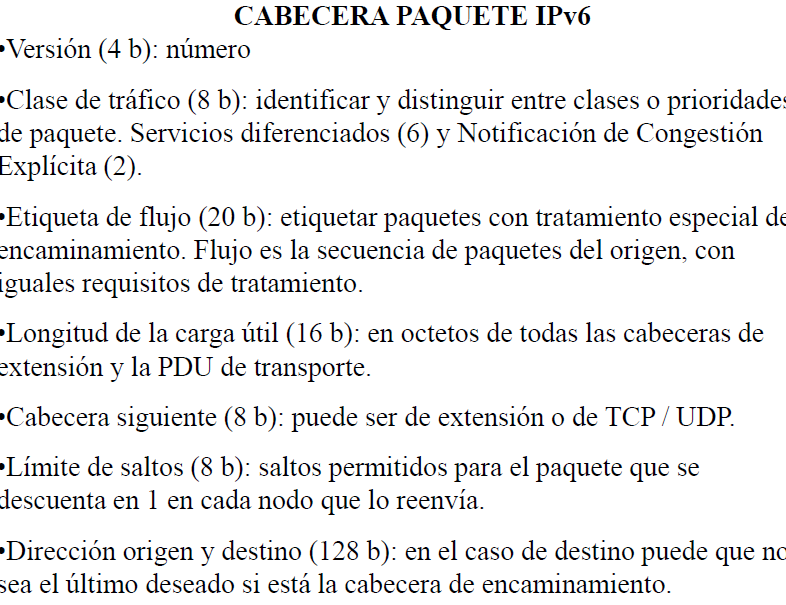 CABECERA PAQUETE IPv6
•Versión (4 b): número
•Clase de tráfico (8 b): identificar y distinguir entre clases o prioridades
de paquete. Servicios diferenciados (6) y Notificación de Congestión
Explícita (2).
•Etiqueta de flujo (20 b): etiquetar paquetes con tratamiento especial de
encaminamiento. Flujo es la secuencia de paquetes del origen, con
iguales requisitos de tratamiento.
•Longitud de la carga útil (16 b): en octetos de todas las cabeceras de
extensión y la PDU de transporte.
•Cabecera siguiente (8 b): puede ser de extensión o de TCP / UDP.
•Límite de saltos (8 b): saltos permitidos para el paquete que se
descuenta en 1 en cada nodo que lo reenvía.
•Dirección origen y destino (128 b): en el caso de destino puede que no
sea el último deseado si está la cabecera de encaminamiento.